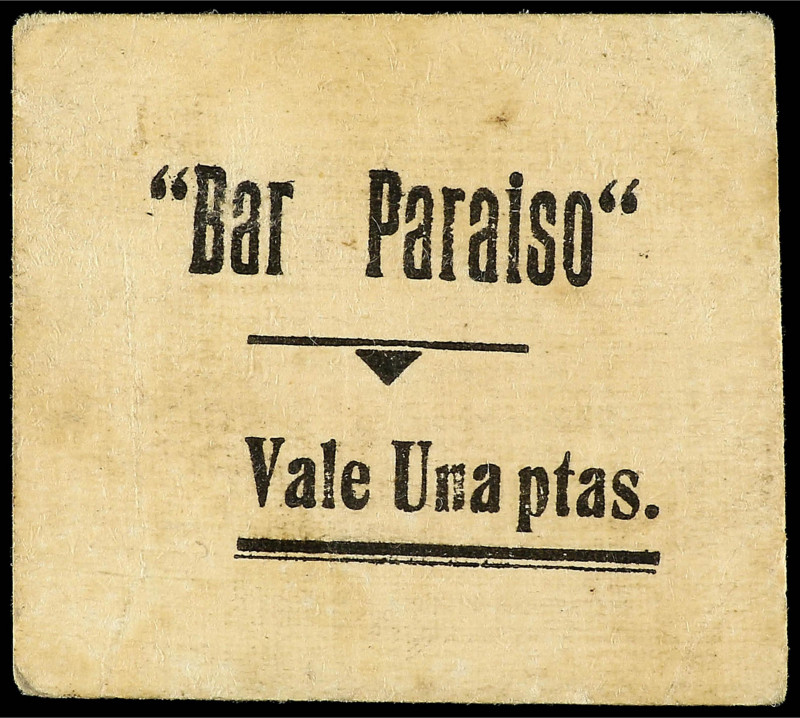 “Bar Paraiso“
Vale Una ptas.